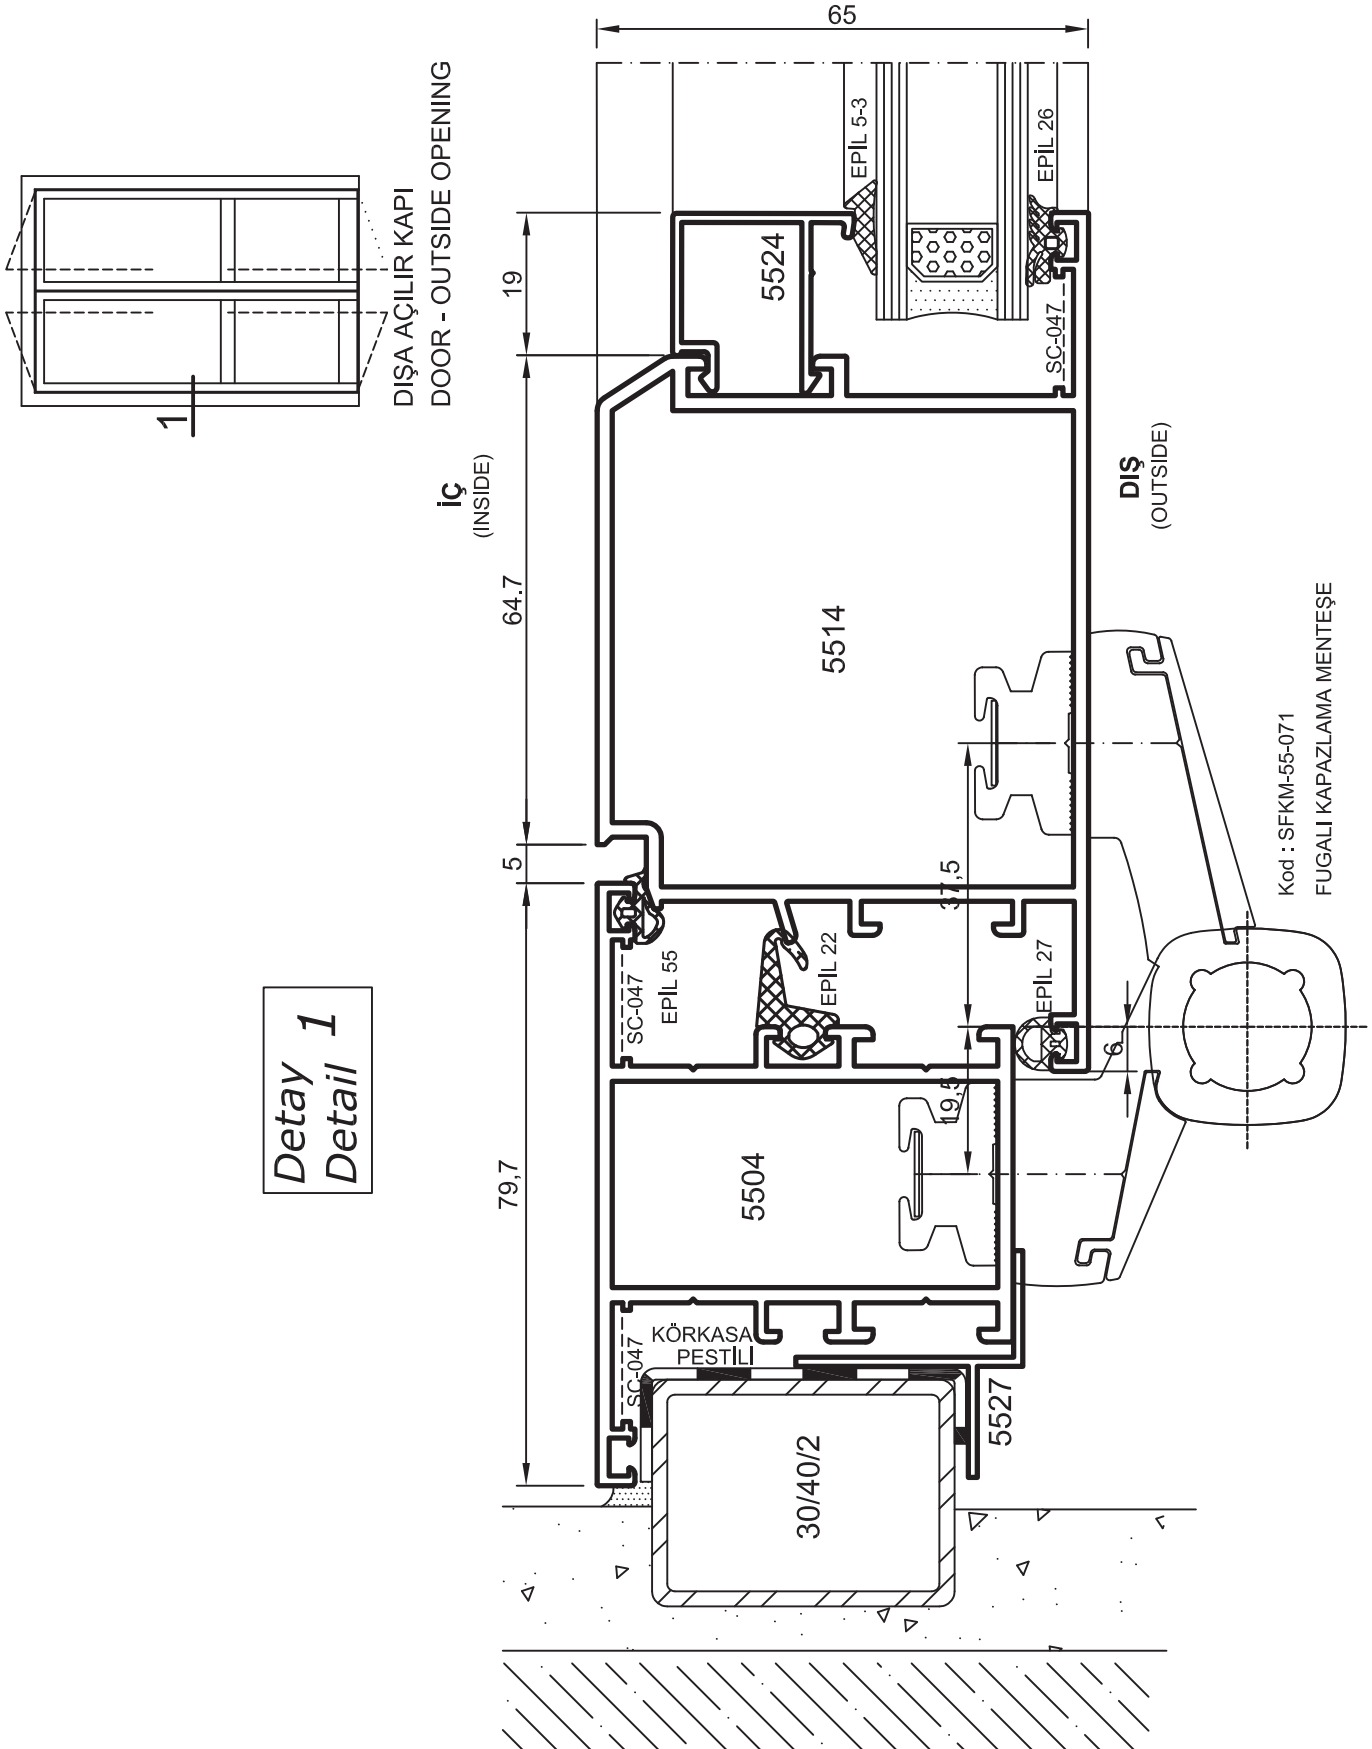 Detay 1
Detail 1
1
DIŞA AÇILIR KAPI
DOOR - OUTSIDE OPENING
İÇ
(INSIDE)
DIŞ
(OUTSIDE)
79,7
5
64.7
19
65
5504
5514
5524
5527
30/40/2
KÖRKASA
PESTİLİ
SC-047
SC-047
SC-047
EPİL 55
EPİL 22
EPİL 27
EPİL 5-3
EPİL 26
19,5
37,5
6
Kod : SFKM-55-071
FUGALI KAPAZLAMA MENTEŞE